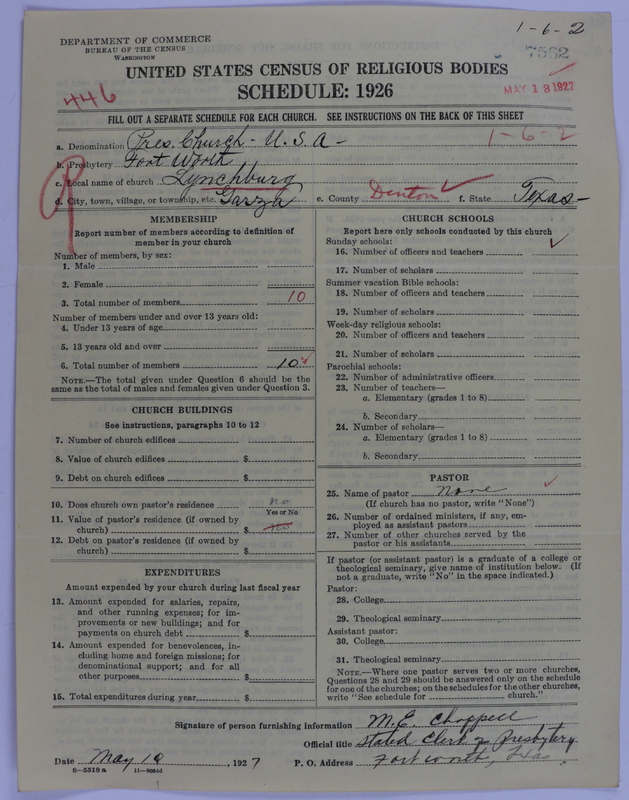 1-6-2
DEPARTMENT OF COMMERCE
BUREAU OF THE CENSUS
WASHINGTON
7562
UNITED STATES CENSUS OF RELIGIOUS BODIES
446
SCHEDULE: 1926
MAY 18 1927
FILL OUT A SEPARATE SCHEDULE FOR EACH CHURCH. SEE INSTRUCTIONS ON THE BACK OF THIS SHEET
a. Denomination Pres. Church - U.S.A - 1-6-2
b. Presbytery Fort Worth
c. Local name of church Lynchburg
d. City, town, village, or township, etc. Garza e. County Denton f. State Texas
MEMBERSHIP
Report number of members according to definition of
member in your church
Number of members, by sex:
1. Male
2. Female
3. Total number of members 10
Number of members under and over 13 years old:
4. Under 13 years of age
5. 13 years old and over
6. Total number of members 10
NOTE.—The total given under Question 6 should be the
same as the total of males and females given under Question 3.
CHURCH BUILDINGS
See instructions, paragraphs 10 to 12
7. Number of church edifices
8. Value of church edifices $
9. Debt on church edifices $
10. Does church own pastor's residence no
Yes or No
11. Value of pastor's residence (if owned by
church) $
12. Debt on pastor's residence (if owned by
church) $
EXPENDITURES
Amount expended by your church during last fiscal year
13. Amount expended for salaries, repairs,
and other running expenses; for im-
provements or new buildings; and for
payments on church debt $
14. Amount expended for benevolences, in-
cluding home and foreign missions; for
denominational support; and for all
other purposes $
15. Total expenditures during year $
CHURCH SCHOOLS
Report here only schools conducted by this church
Sunday schools:
16. Number of officers and teachers
17. Number of scholars
Summer vacation Bible schools:
18. Number of officers and teachers
19. Number of scholars
Week-day religious schools:
20. Number of officers and teachers
21. Number of scholars
Parochial schools:
22. Number of administrative officers
23. Number of teachers—
a. Elementary (grades 1 to 8)
b. Secondary
24. Number of scholars—
a. Elementary (grades 1 to 8)
b. Secondary
PASTOR
25. Name of pastor none
(If church has no pastor, write "None")
26. Number of ordained ministers, if any, em-
ployed as assistant pastors
27. Number of other churches served by the
pastor or his assistants
If pastor (or assistant pastor) is a graduate of a college or
theological seminary, give name of institution below. (If
not a graduate, write "No" in the space indicated.)
Pastor:
28. College
29. Theological seminary
Assistant pastor:
30. College
31. Theological seminary
NOTE.—Where one pastor serves two or more churches,
Questions 28 and 29 should be answered only on the schedule
for one of the churches; on the schedules for the other churches,
write "See schedule for church."
Signature of person furnishing information M.E. Chappell
Official title Stated Clerk of Presbytery
Date May 10, 1927 P. O. Address Fort Worth, Texas
8-5518a 11-9084d